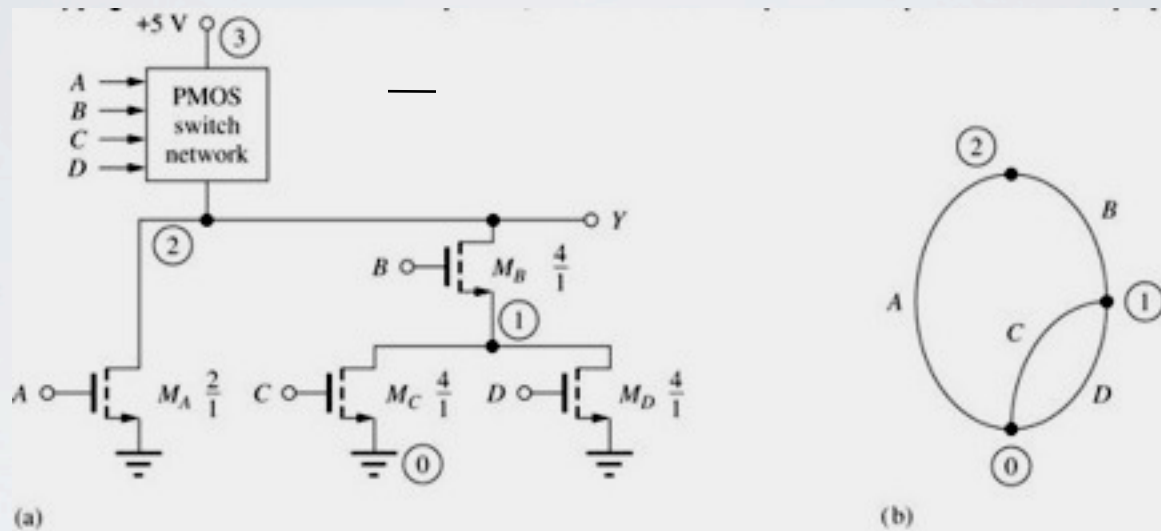 +5 V
3
A
B
C
D
PMOS
switch
network
2
Y
B
M_B 4/1
1
A
M_A 2/1
C
M_C 4/1
D
M_D 4/1
0
(a)
2
B
A
1
C
D
0
(b)